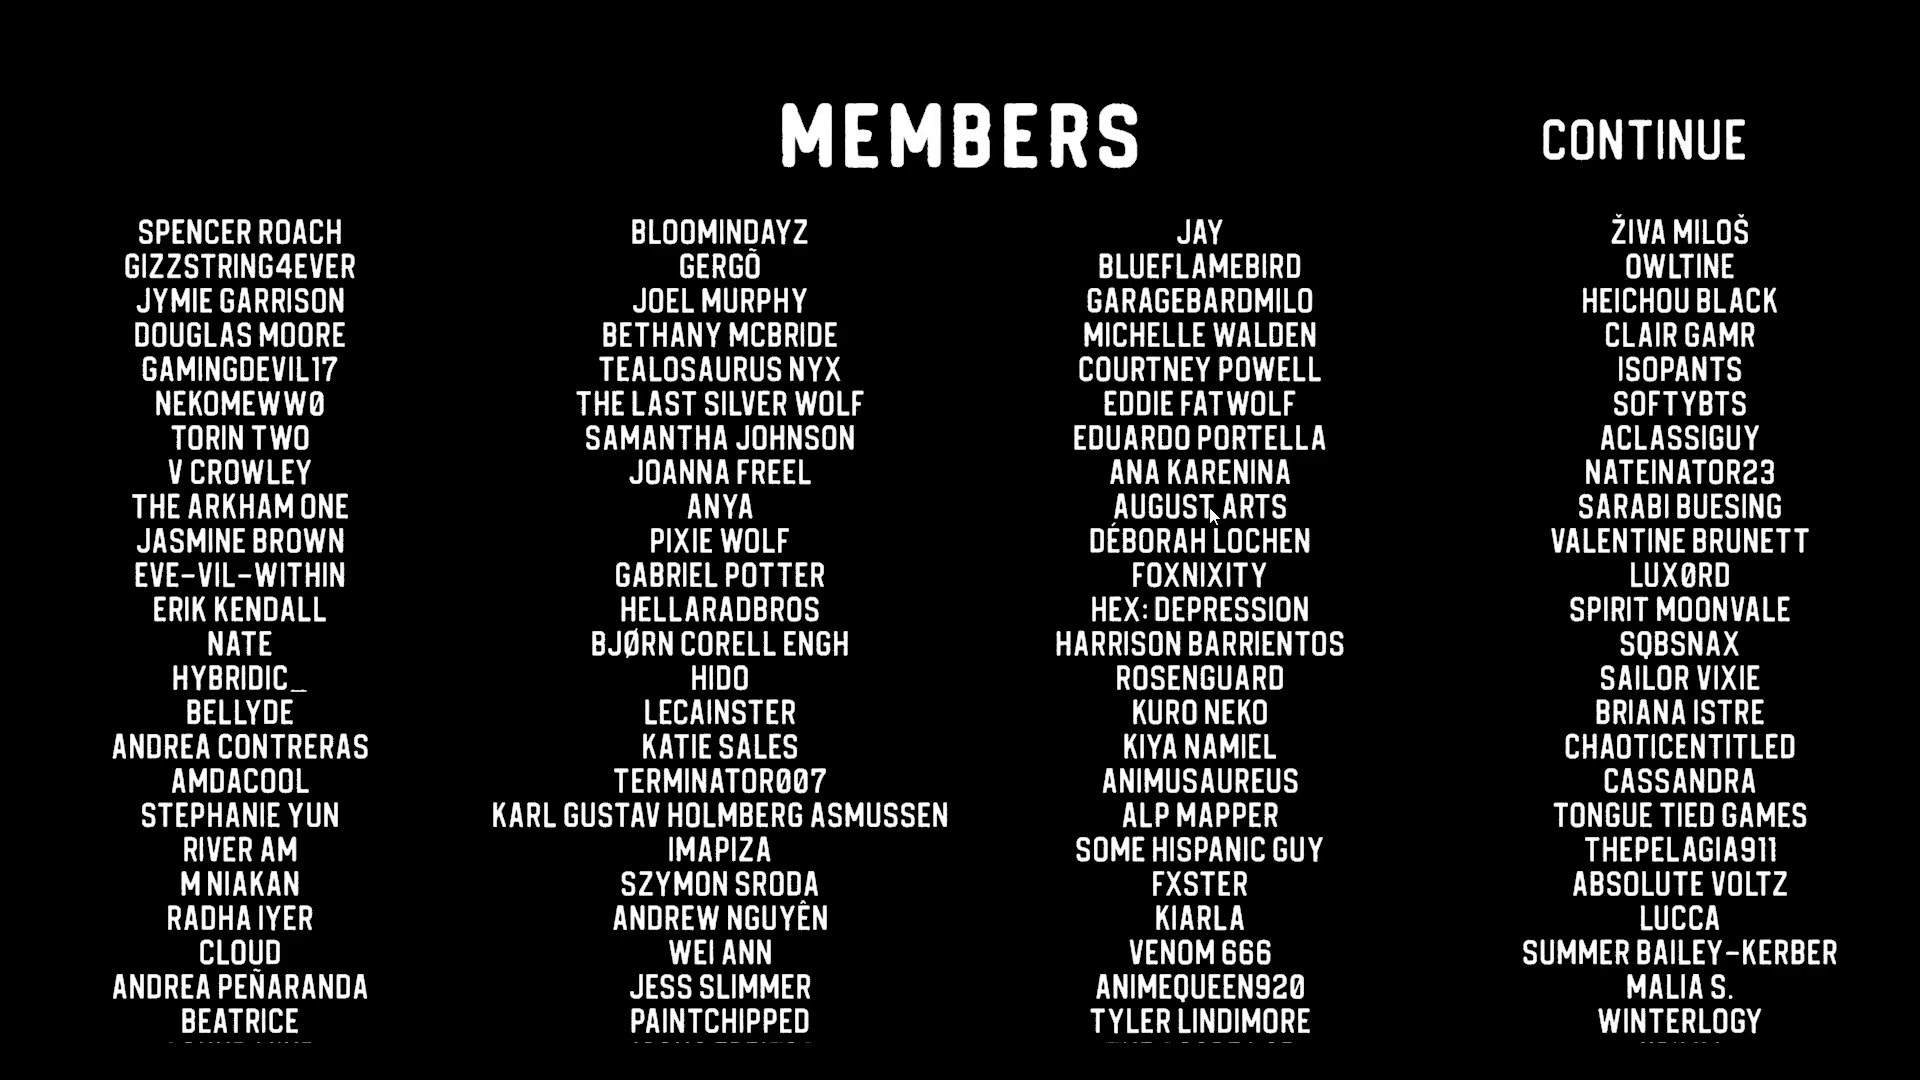 MEMBERS
CONTINUE
SPENCER ROACH
GIZZSTRING4EVER
JYMIE GARRISON
DOUGLAS MOORE
GAMINGDEVIL17
NEKOMEWW0
TORIN TWO
V CROWLEY
THE ARKHAM ONE
JASMINE BROWN
EVE-VIL-WITHIN
ERIK KENDALL
NATE
HYBRIDIC_
BELLYDE
ANDREA CONTRERAS
AMDACOOL
STEPHANIE YUN
RIVER AM
M NIAKAN
RADHA IYER
CLOUD
ANDREA PEÑARANDA
BEATRICE
BLOOMINDAYZ
GERGÕ
JOEL MURPHY
BETHANY MCBRIDE
TEALOSAURUS NYX
THE LAST SILVER WOLF
SAMANTHA JOHNSON
JOANNA FREEL
ANYA
PIXIE WOLF
GABRIEL POTTER
HELLARADBROS
BJØRN CORELL ENGH
HIDO
LECAINSTER
KATIE SALES
TERMINATOR007
KARL GUSTAV HOLMBERG ASMUSSEN
IMAPIZA
SZYMON SRODA
ANDREW NGUYÊN
WEI ANN
JESS SLIMMER
PAINTCHIPPED
JAY
BLUEFLAMEBIRD
GARAGEBARDMILO
MICHELLE WALDEN
COURTNEY POWELL
EDDIE FATWOLF
EDUARDO PORTELLA
ANA KARENINA
AUGUST ARTS
DÉBORAH LOCHEN
FOXNIXITY
HEX: DEPRESSION
HARRISON BARRIENTOS
ROSENGUARD
KURO NEKO
KIYA NAMIEL
ANIMUSAUREUS
ALP MAPPER
SOME HISPANIC GUY
FXSTER
KIARLA
VENOM 666
ANIMEQUEEN920
TYLER LINDIMORE
ŽIVA MILOŠ
OWLTINE
HEICHOU BLACK
CLAIR GAMR
ISOPANTS
SOFTYBTS
ACLASSIGUY
NATEINATOR23
SARABI BUESING
VALENTINE BRUNETT
LUX0RD
SPIRIT MOONVALE
SQBSNAX
SAILOR VIXIE
BRIANA ISTRE
CHAOTICENTITLED
CASSANDRA
TONGUE TIED GAMES
THEPELAGIA911
ABSOLUTE VOLTZ
LUCCA
SUMMER BAILEY-KERBER
MALIA S.
WINTERLOGY